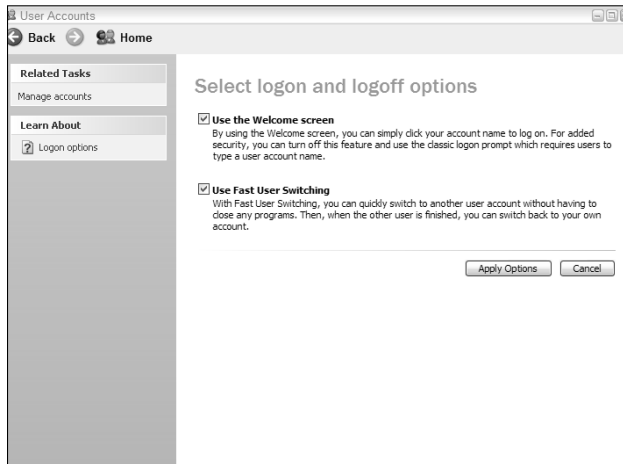 User Accounts
Back Home
Related Tasks
Manage accounts
Learn About
Logon options
Select logon and logoff options
Use the Welcome screen
By using the Welcome screen, you can simply click your account name to log on. For added
security, you can turn off this feature and use the classic logon prompt which requires users to
type a user account name.
Use Fast User Switching
With Fast User Switching, you can quickly switch to another user account without having to
close any programs. Then, when the other user is finished, you can switch back to your own
account.
Apply Options Cancel